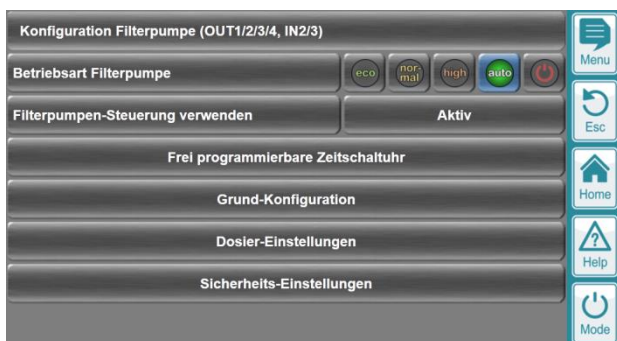 Konfiguration Filterpumpe (OUT1/2/3/4, IN2/3)
Menu
Betriebsart Filterpumpe
eco
nor-
mal
high
auto
Filterpumpen-Steuerung verwenden
Aktiv
Esc
Frei programmierbare Zeitschaltuhr
Grund-Konfiguration
Home
Dosier-Einstellungen
?
Help
Sicherheits-Einstellungen
Mode